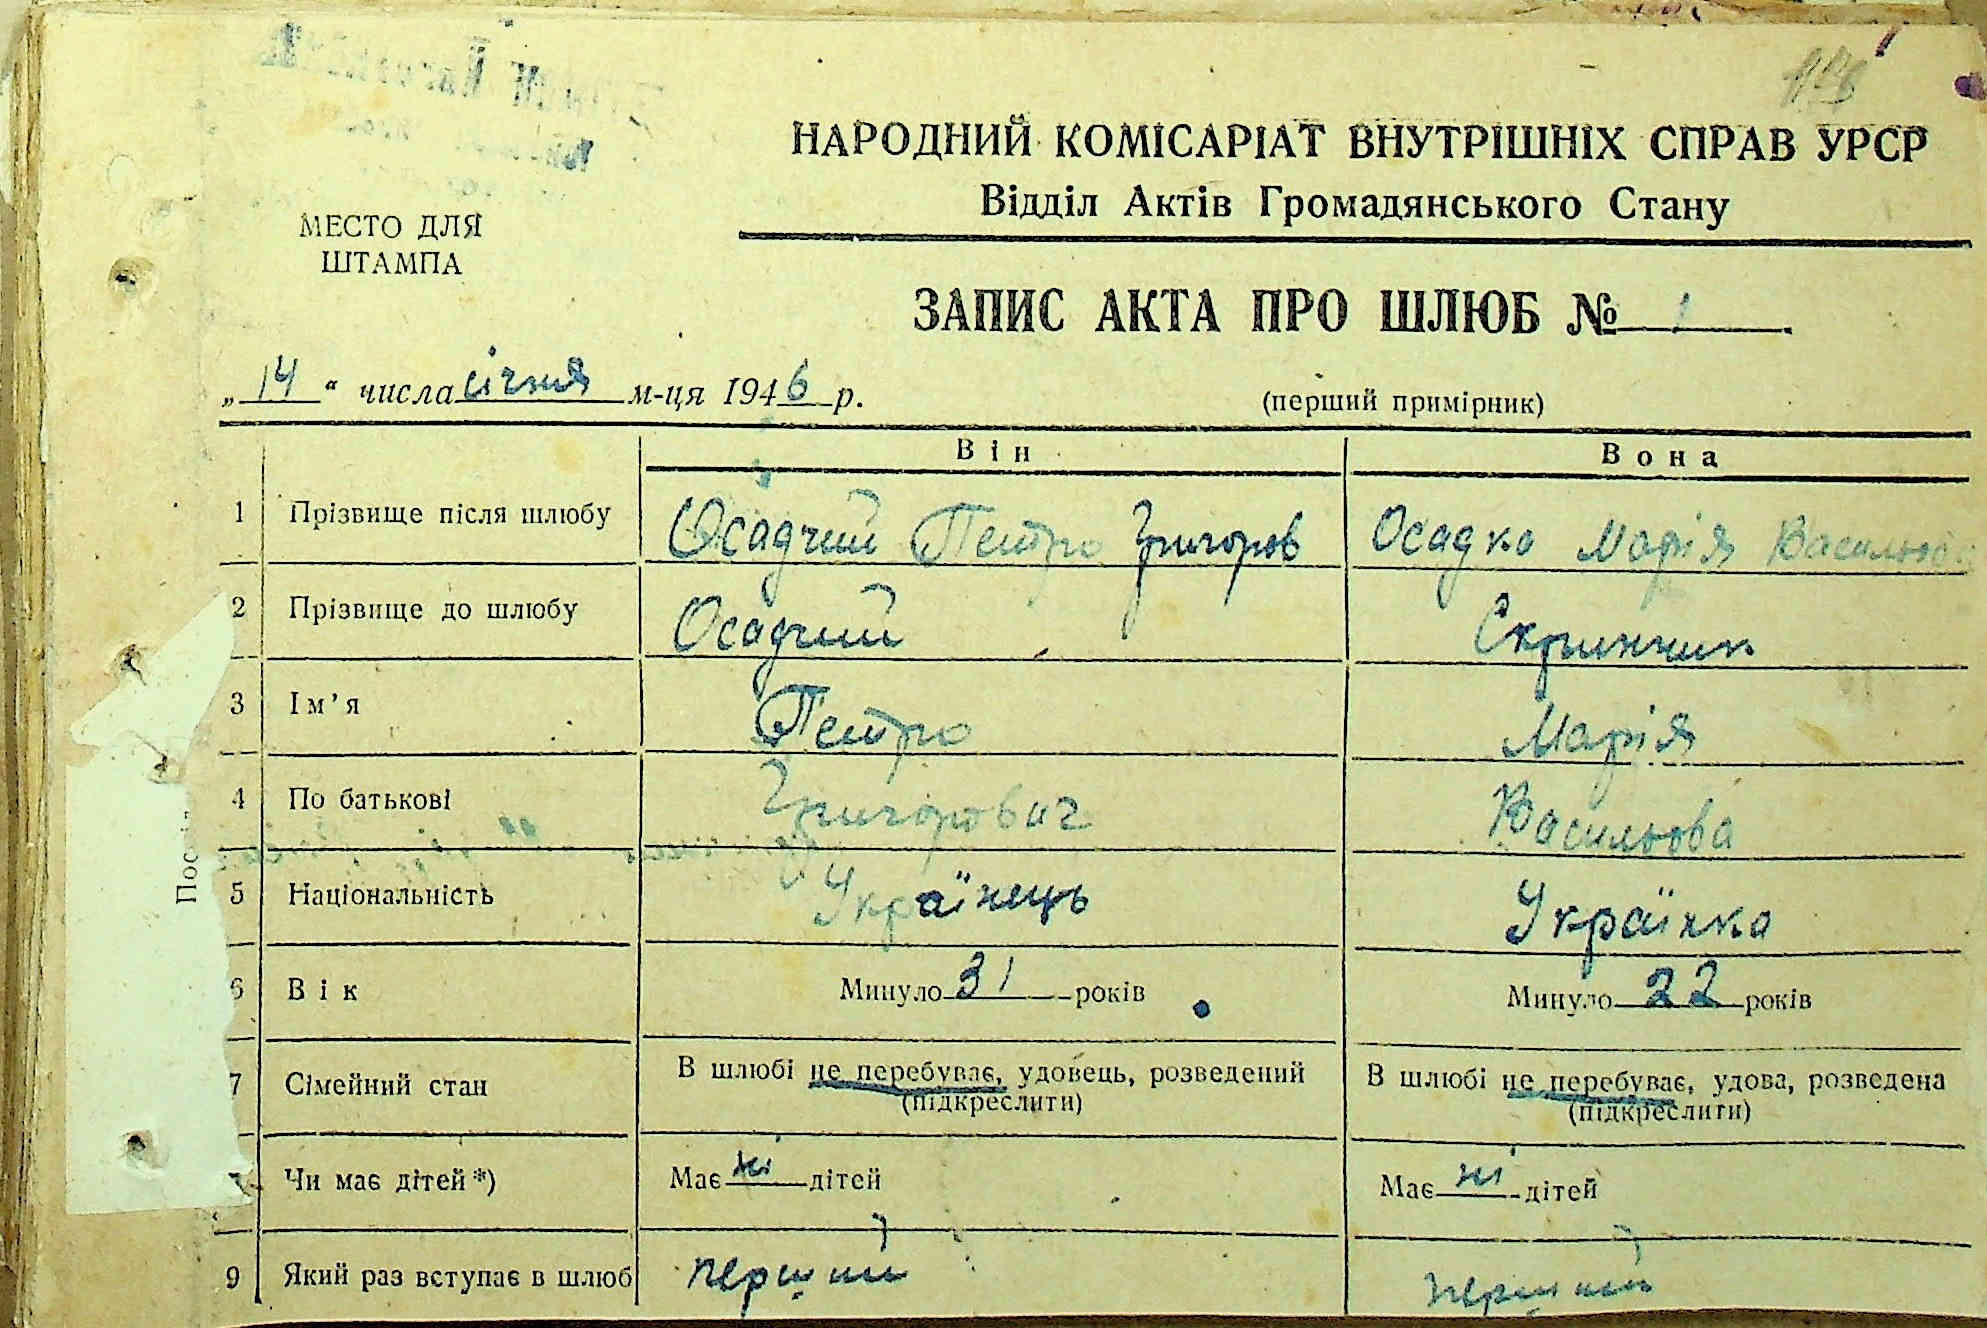 НАРОДНИЙ КОМІСАРІАТ ВНУТРІШНІХ СПРАВ УРСР
Відділ Актів Громадянського Стану
МЕСТО ДЛЯ
ШТАМПА
ЗАПИС АКТА ПРО ШЛЮБ № 1
„14“ числа січня м-ця 1946 р.
(перший примірник)
Він Вона
1 Прізвище після шлюбу Осадчий Петро Григоров Осадко Марія Васильова
2 Прізвище до шлюбу Осадчий Скринчик
3 Ім'я Петро Марія
4 По батькові Григорович Васильова
5 Національність Українець Українка
6 Вік Минуло 31 років Минуло 22 років
7 Сімейний стан В шлюбі не перебуває, удовець, розведений В шлюбі не перебуває, удова, розведена
(підкреслити) (підкреслити)
Чи має дітей*) Має ні дітей Має ні дітей
9 Який раз вступає в шлюб перший перший